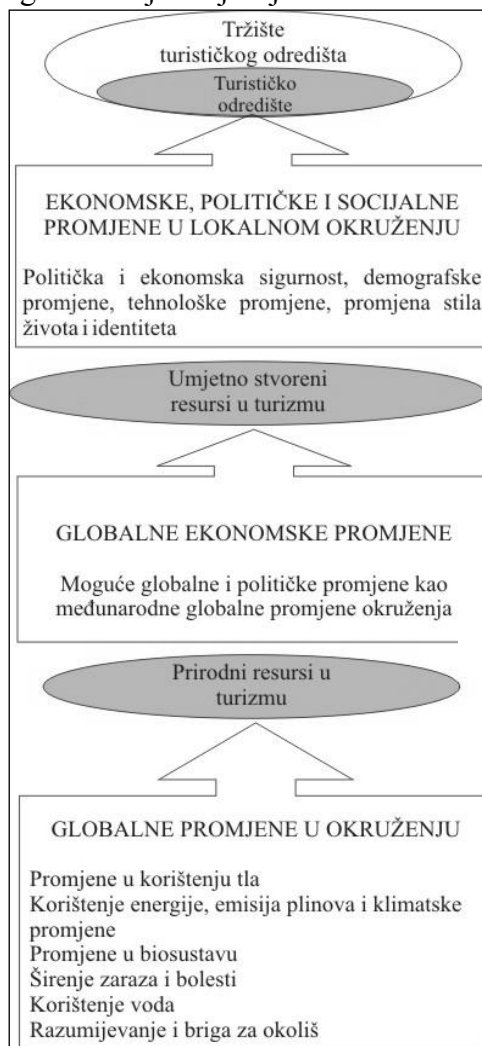 Tržište
turističkog odredišta
Turističko
odredište
EKONOMSKE, POLITIČKE I SOCIJALNE
PROMJENE U LOKALNOM OKRUŽENJU
Politička i ekonomska sigurnost, demografske
promjene, tehnološke promjene, promjena stila
života i identiteta
Umjetno stvoreni
resursi u turizmu
GLOBALNE EKONOMSKE PROMJENE
Moguće globalne i političke promjene kao
međunarodne globalne promjene okruženja
Prirodni resursi u
turizmu
GLOBALNE PROMJENE U OKRUŽENJU
Promjene u korištenju tla
Korištenje energije, emisija plinova i klimatske
promjene
Promjene u biosustavu
Širenje zaraza i bolesti
Korištenje voda
Razumijevanje i briga za okoliš